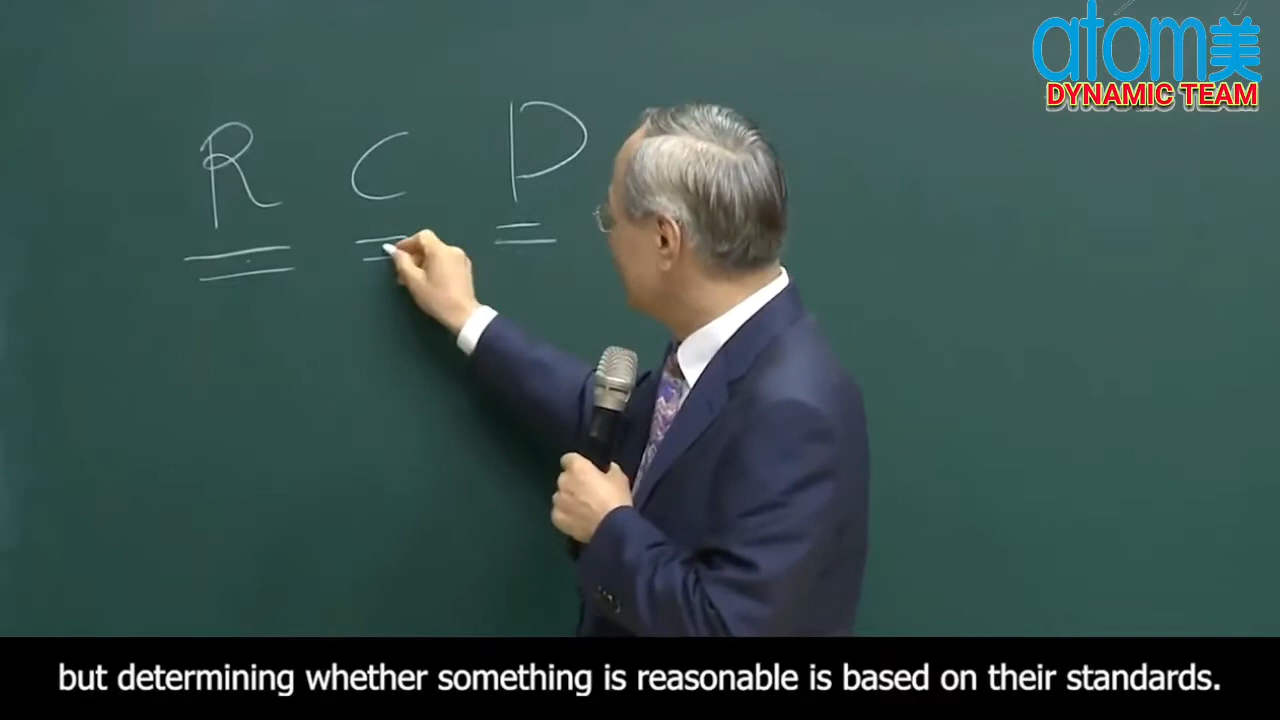 atom美
DYNAMIC TEAM
R C D
but determining whether something is reasonable is based on their standards.